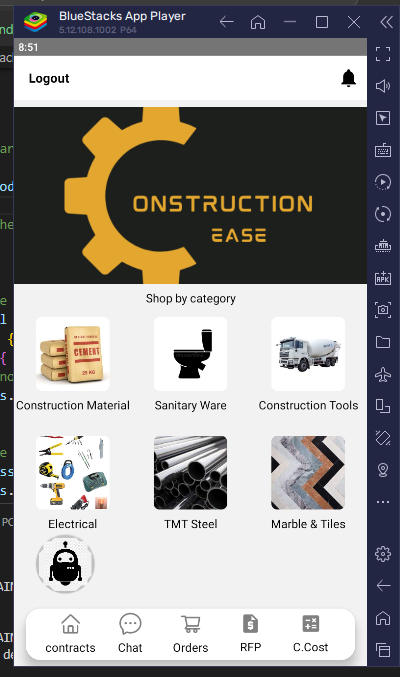 BlueStacks App Player
5.12.108.1002 P64
8:51
Logout
ONSTRUCTION
EASE
Shop by category
CEMENT
25 KG
Construction Material
Sanitary Ware
Construction Tools
Electrical
TMT Steel
Marble & Tiles
contracts
Chat
Orders
RFP
C.Cost